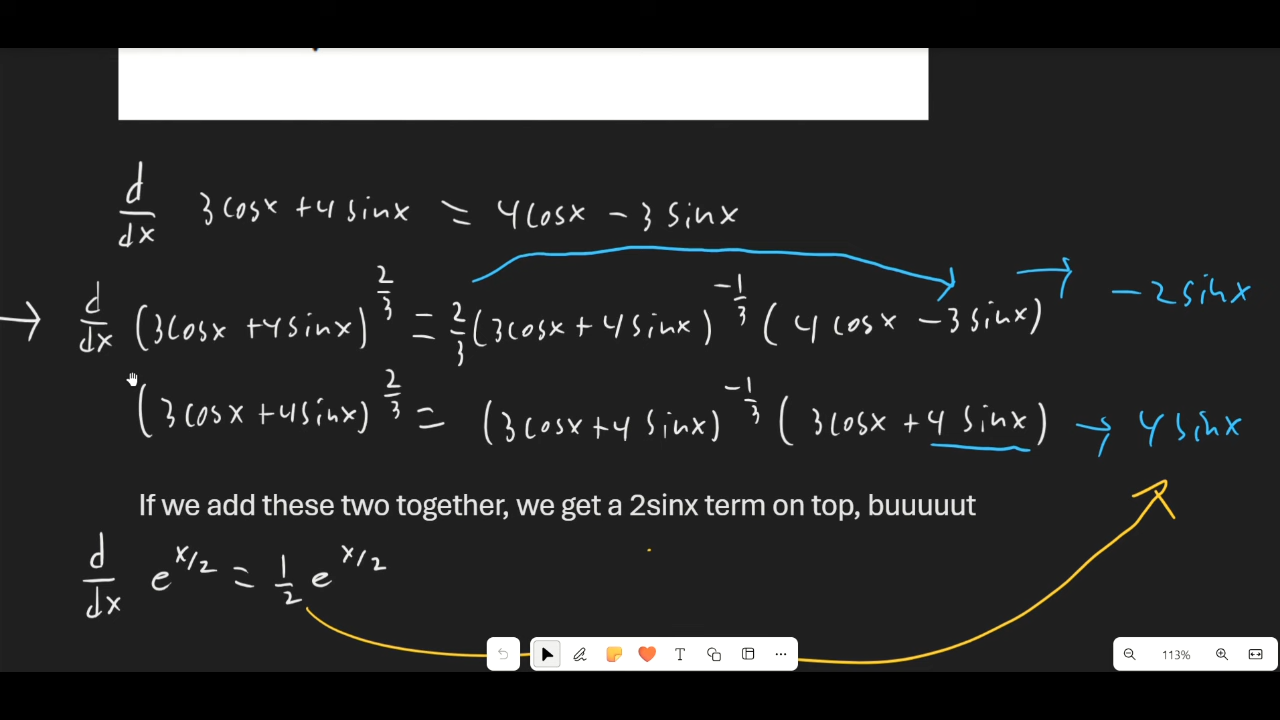 d/dx 3cosx + 4sinx = 4cosx - 3sinx
→ d/dx (3cosx + 4sinx)^(2/3) = 2/3 (3cosx + 4sinx)^(-1/3) (4cosx - 3sinx) → -2sinx
(3cosx + 4sinx)^(2/3) = (3cosx + 4sinx)^(-1/3) (3cosx + 4sinx) → 4sinx
If we add these two together, we get a 2sinx term on top, buuuuut
d/dx e^(x/2) = 1/2 e^(x/2)
T
113%